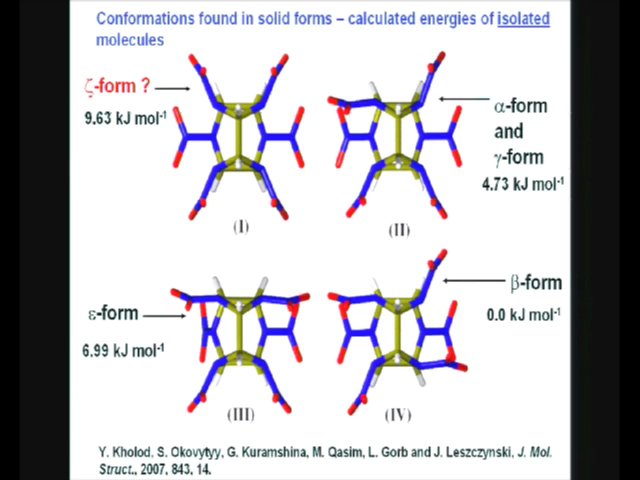 Conformations found in solid forms – calculated energies of isolated
molecules
ζ-form ?
9.63 kJ mol-1
α-form
and
γ-form
4.73 kJ mol-1
(I)
(II)
ε-form
6.99 kJ mol-1
β-form
0.0 kJ mol-1
(III)
(IV)
Y. Kholod, S. Okovytyy, G. Kuramshina, M. Qasim, L. Gorb and J. Leszczynski, J. Mol.
Struct., 2007, 843, 14.